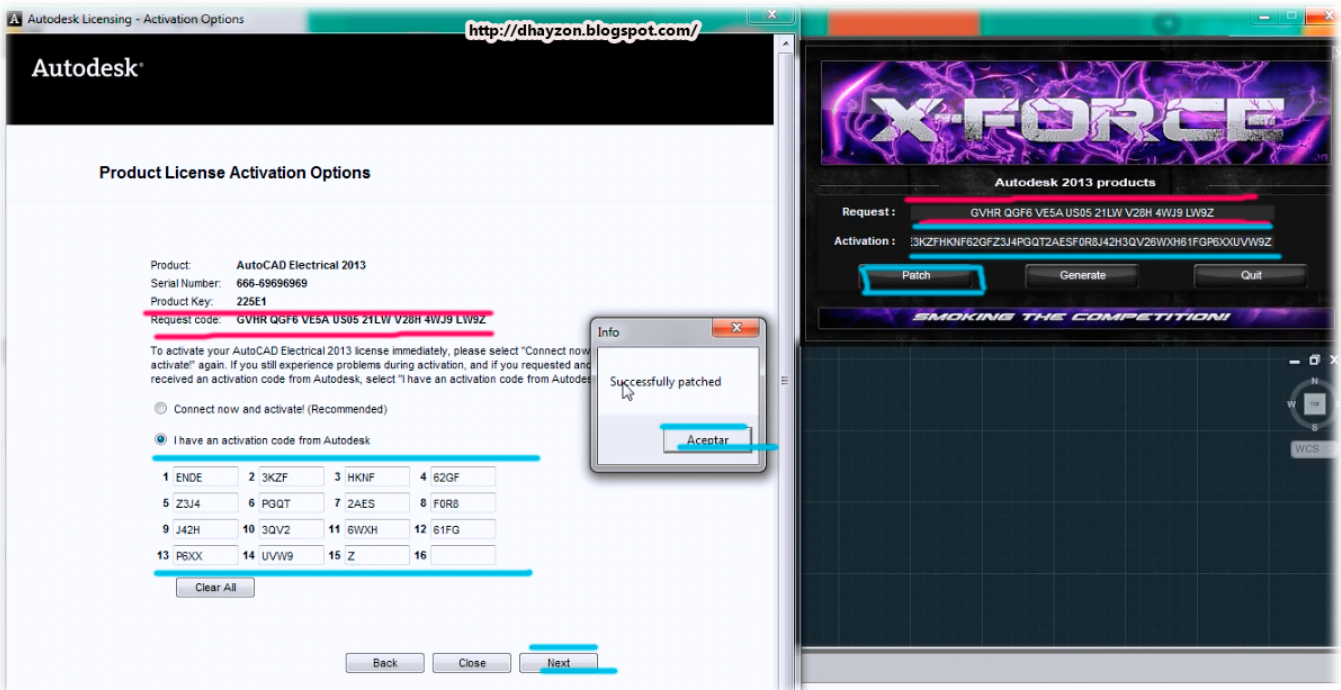 Autodesk Licensing - Activation Options
http://dhayzon.blogspot.com/
Autodesk
Product License Activation Options
Product: AutoCAD Electrical 2013
Serial Number: 666-69696969
Product Key: 225E1
Request code: GVHR QGF6 VE5A US05 21LW V28H 4WJ9 LW9Z
To activate your AutoCAD Electrical 2013 license immediately, please select "Connect now
activate!" again. If you still experience problems during activation, and if you requested and
received an activation code from Autodesk, select "I have an activation code from Autodes
Connect now and activate! (Recommended)
I have an activation code from Autodesk
1 ENDE 2 3KZF 3 HKNF 4 62GF
5 Z3J4 6 PGQT 7 2AES 8 F0R8
9 J42H 10 3QV2 11 6WXH 12 61FG
13 P6XX 14 UVW9 15 Z 16
Clear All
Back Close Next
Info
Successfully patched
Aceptar
X-FORCE
Autodesk 2013 products
Request : GVHR QGF6 VE5A US05 21LW V28H 4WJ9 LW9Z
Activation : 3KZFHKNF62GFZ3J4PGQT2AESF0R8J42H3QV26WXH61FGP6XXUVW9Z
Patch Generate Quit
SMOKING THE COMPETITION!
N
W TOP
S
WCS